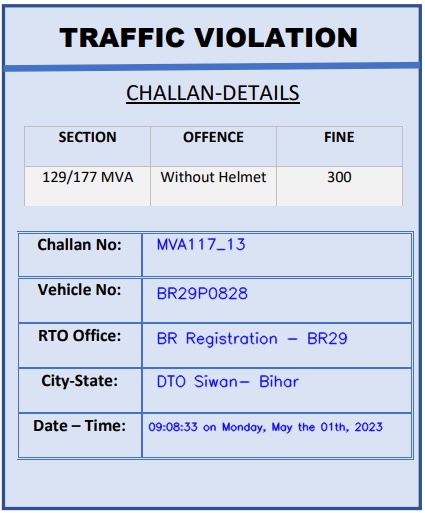 TRAFFIC VIOLATION
CHALLAN-DETAILS
SECTION OFFENCE FINE
129/177 MVA Without Helmet 300
Challan No: MVA117_13
Vehicle No: BR29P0828
RTO Office: BR Registration - BR29
City-State: DTO Siwan- Bihar
Date – Time: 09:08:33 on Monday, May the 01th, 2023